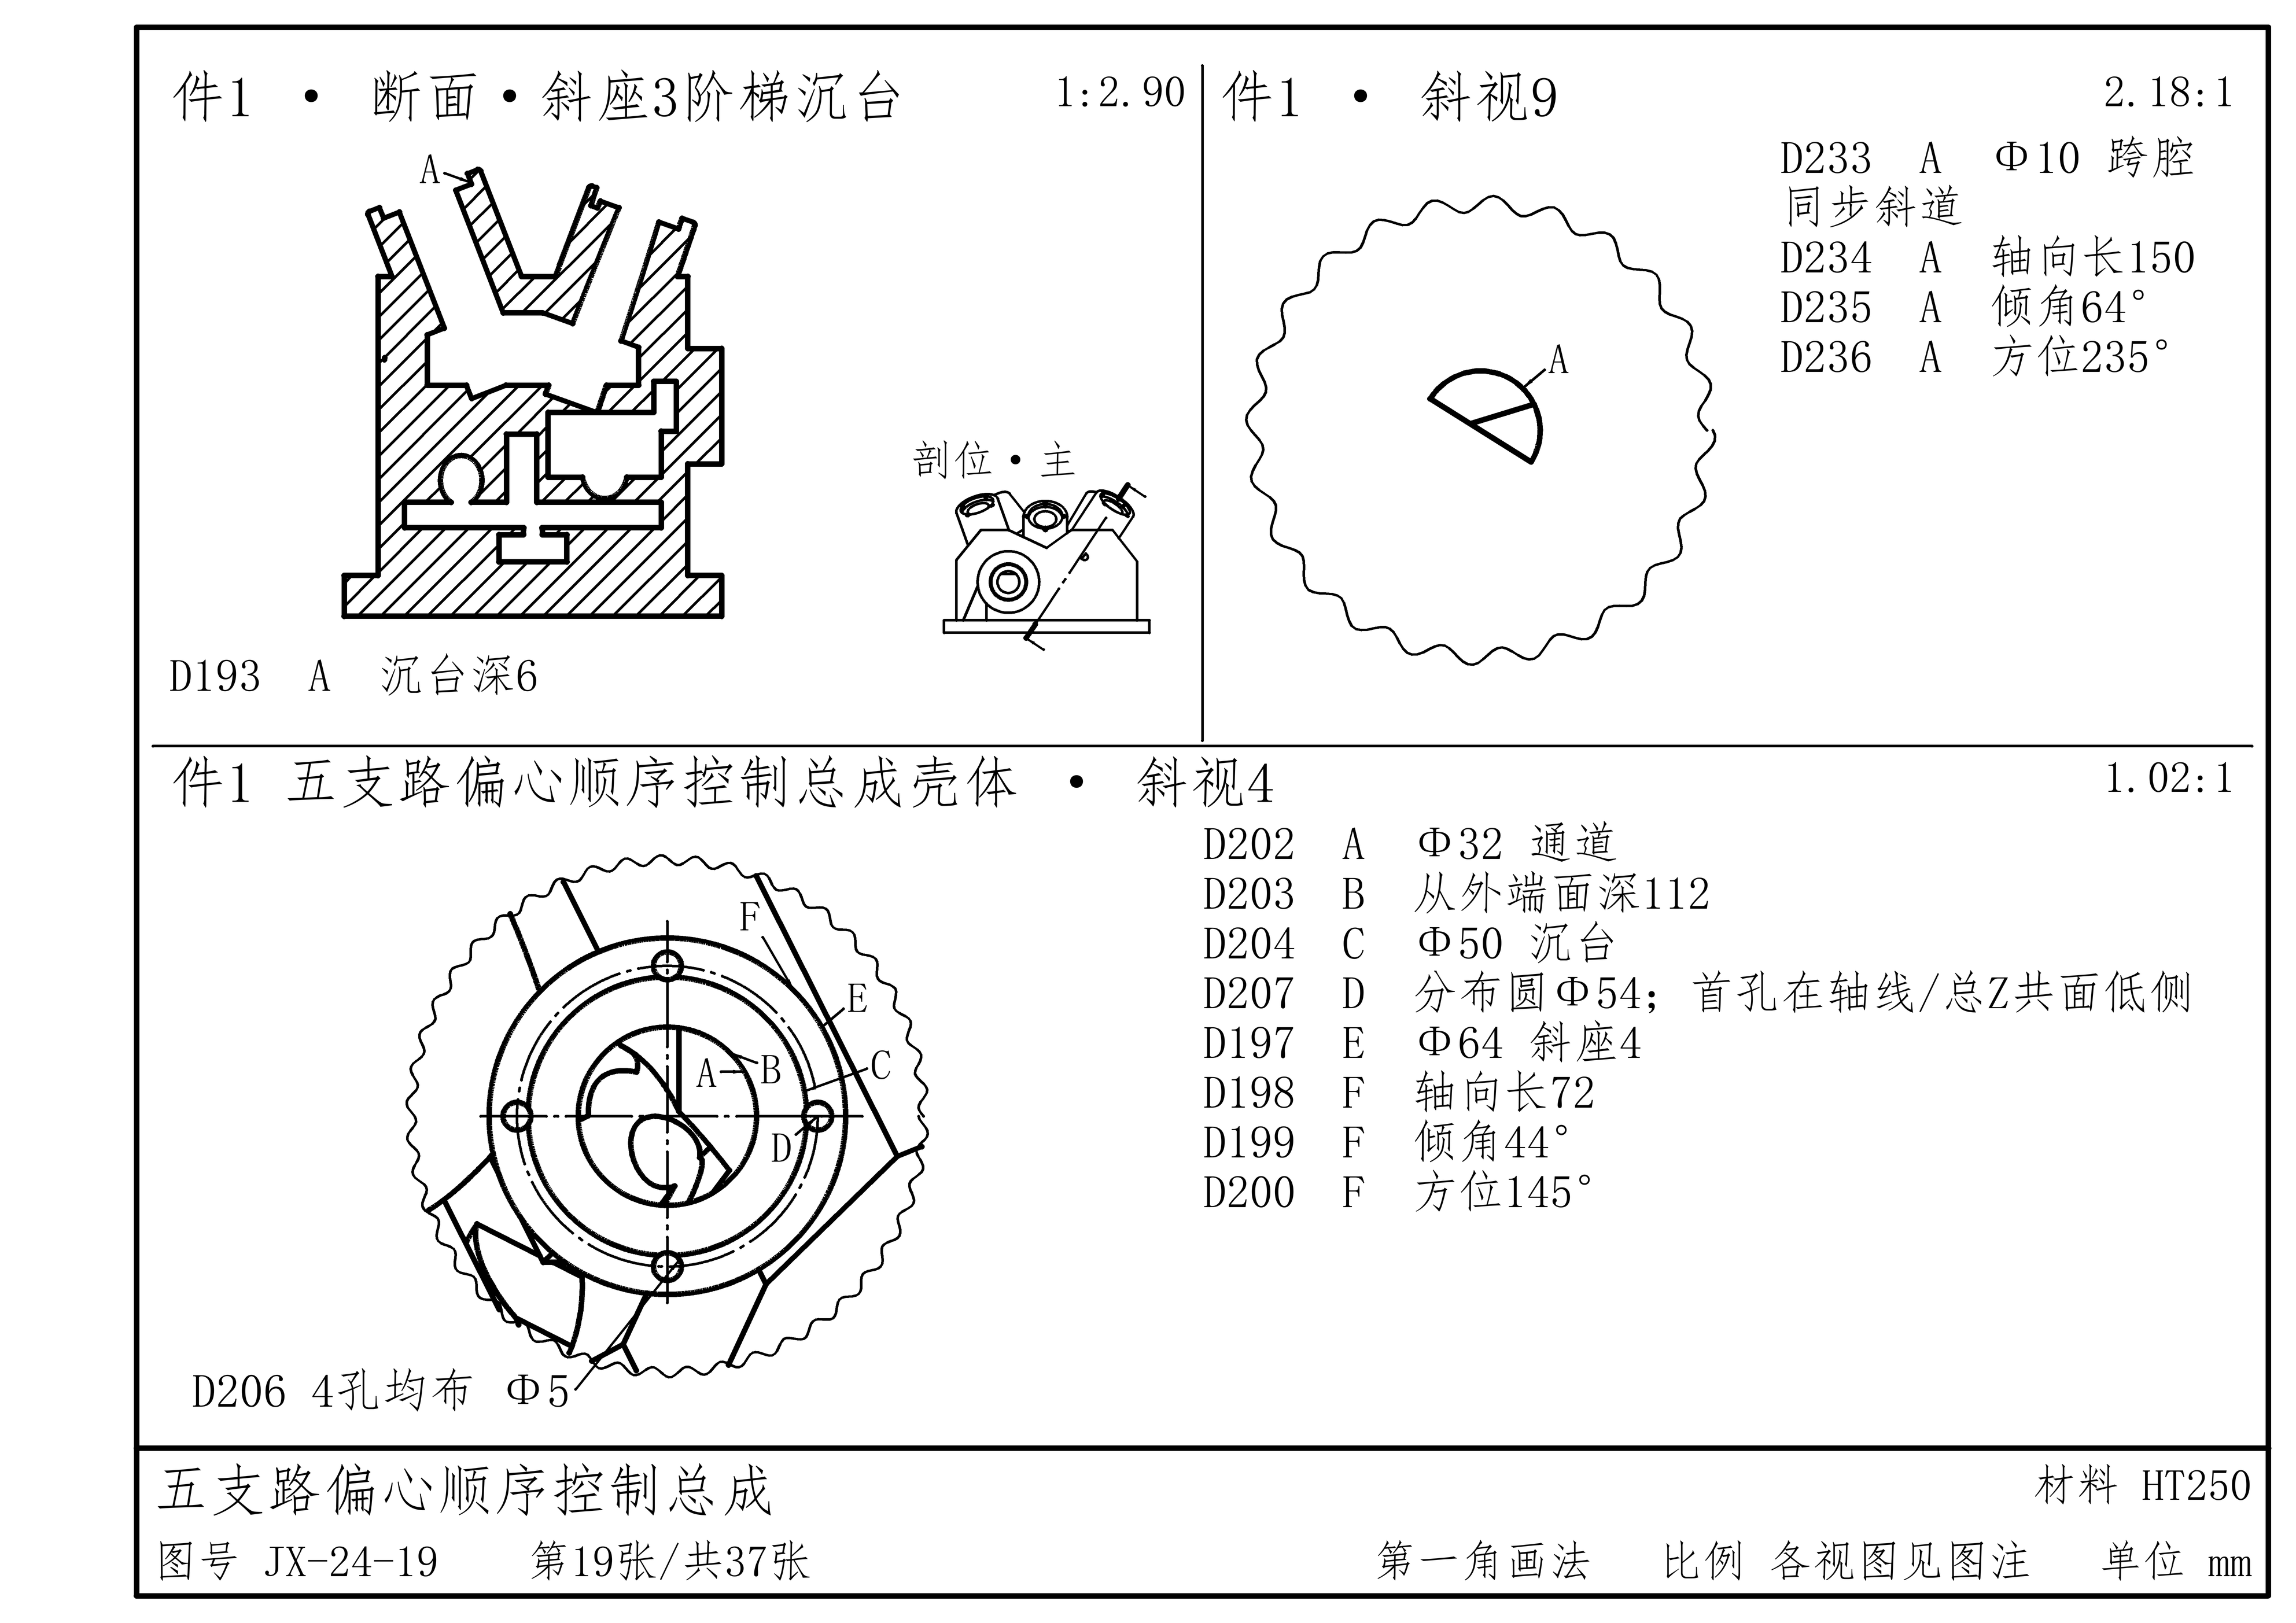 件1 · 断面·斜座3阶梯沉台 1:2.90
A
剖位·主
D193 A 沉台深6
件1 · 斜视9 2.18:1
D233 A Φ10 跨腔
同步斜道
D234 A 轴向长150
D235 A 倾角64°
D236 A 方位235°
A
件1 五支路偏心顺序控制总成壳体 · 斜视4 1.02:1
D202 A Φ32 通道
D203 B 从外端面深112
D204 C Φ50 沉台
D207 D 分布圆Φ54; 首孔在轴线/总Z共面低侧
D197 E Φ64 斜座4
D198 F 轴向长72
D199 F 倾角44°
D200 F 方位145°
F
E
A
B
C
D
D206 4孔均布 Φ5
五支路偏心顺序控制总成 材料 HT250
图号 JX-24-19 第19张/共37张 第一角画法 比例 各视图见图注 单位 mm